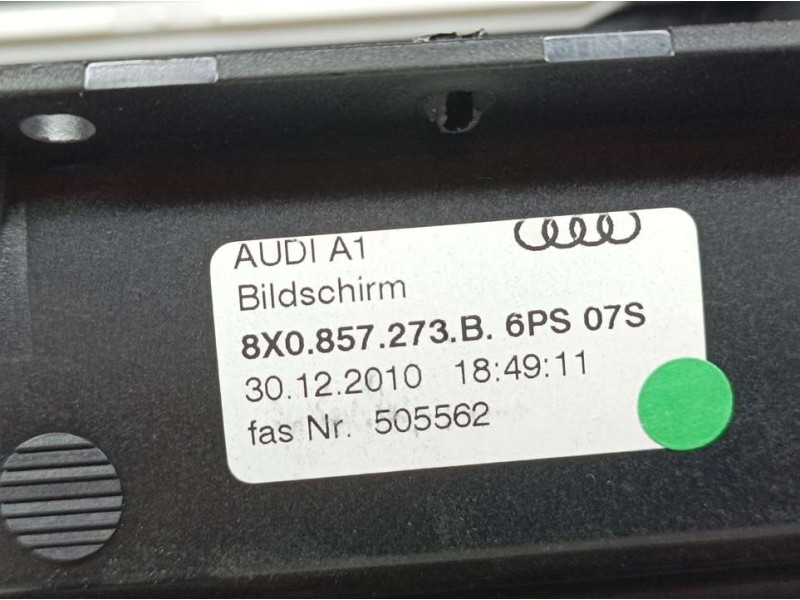 AUDI A1
Bildschirm
8X0.857.273.B. 6PS 07S
30.12.2010 18:49:11
fas Nr. 505562